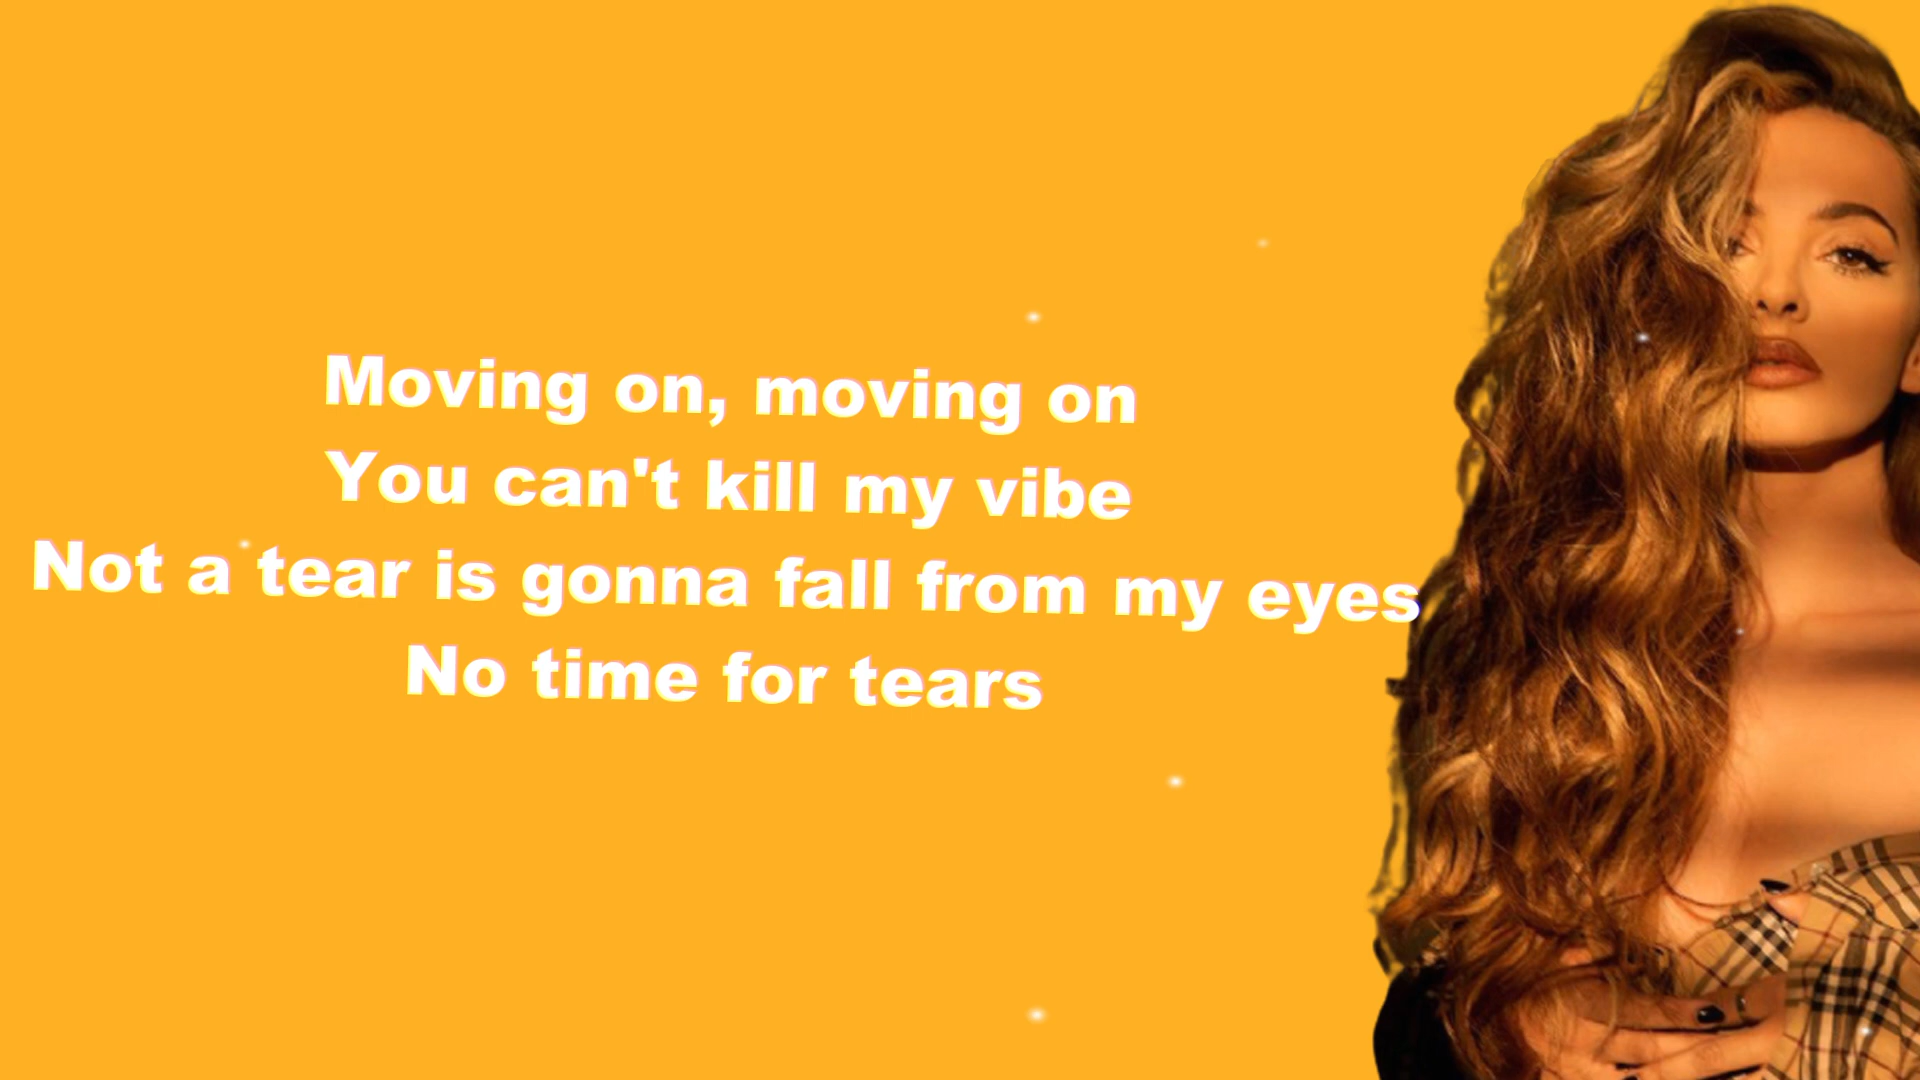 Moving on, moving on
You can't kill my vibe
Not a tear is gonna fall from my eyes
No time for tears